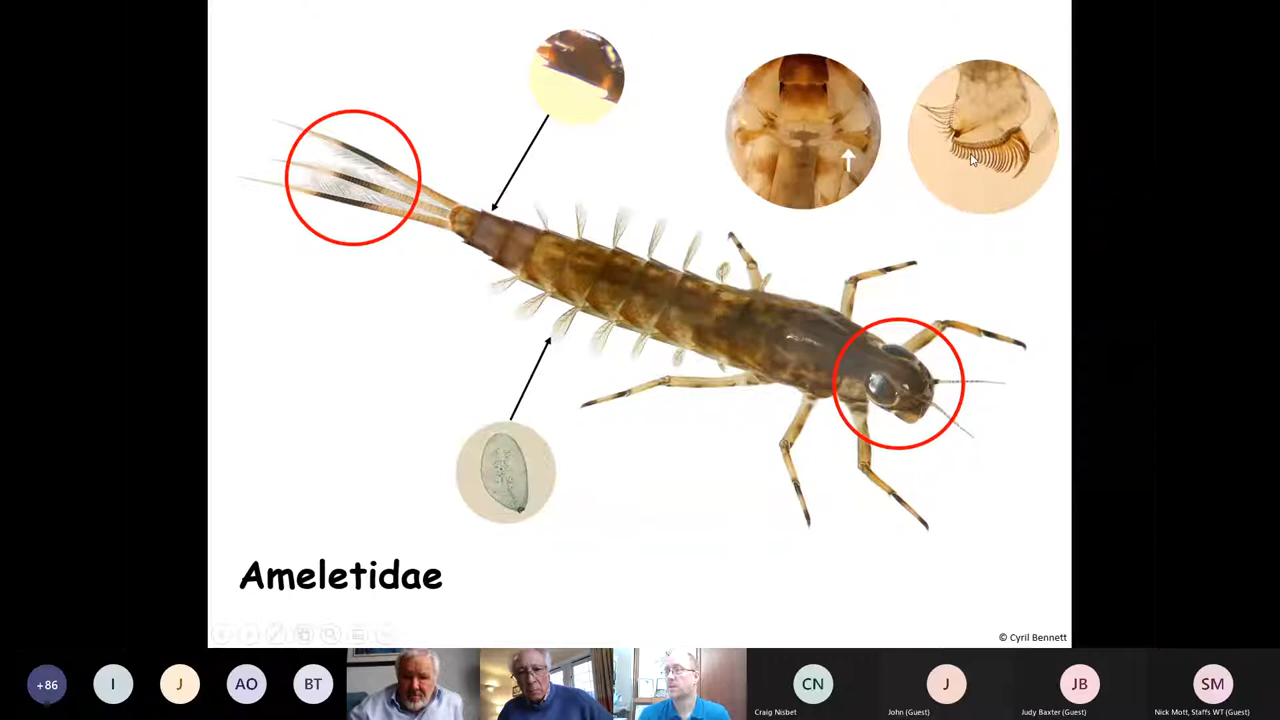 Ameletidae
© Cyril Bennett
+86
I
J
AO
BT
CN
Craig Nisbet
J
John (Guest)
JB
Judy Baxter (Guest)
SM
Nick Mott, Staffs WT (Guest)